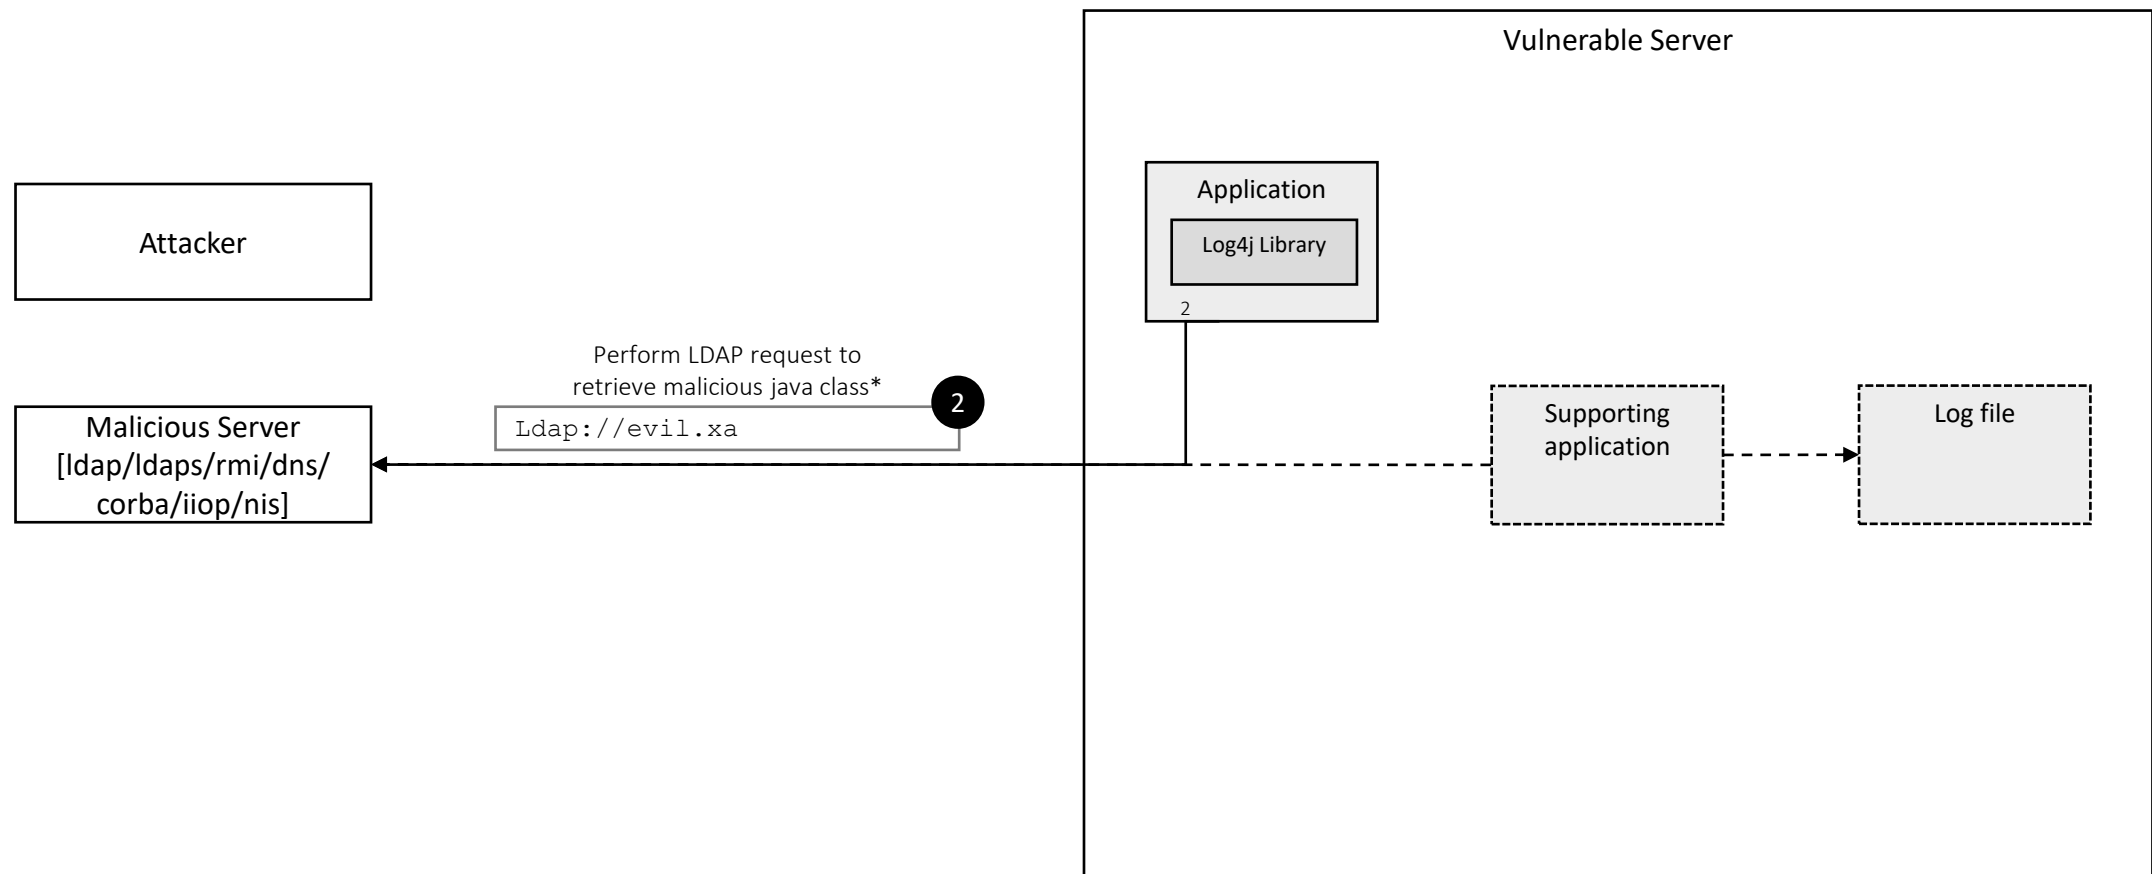 Vulnerable Server
Application
Log4j Library
2
Attacker
Perform LDAP request to
retrieve malicious java class*
2
Ldap://evil.xa
Malicious Server
[ldap/ldaps/rmi/dns/
corba/iiop/nis]
Supporting
application
Log file